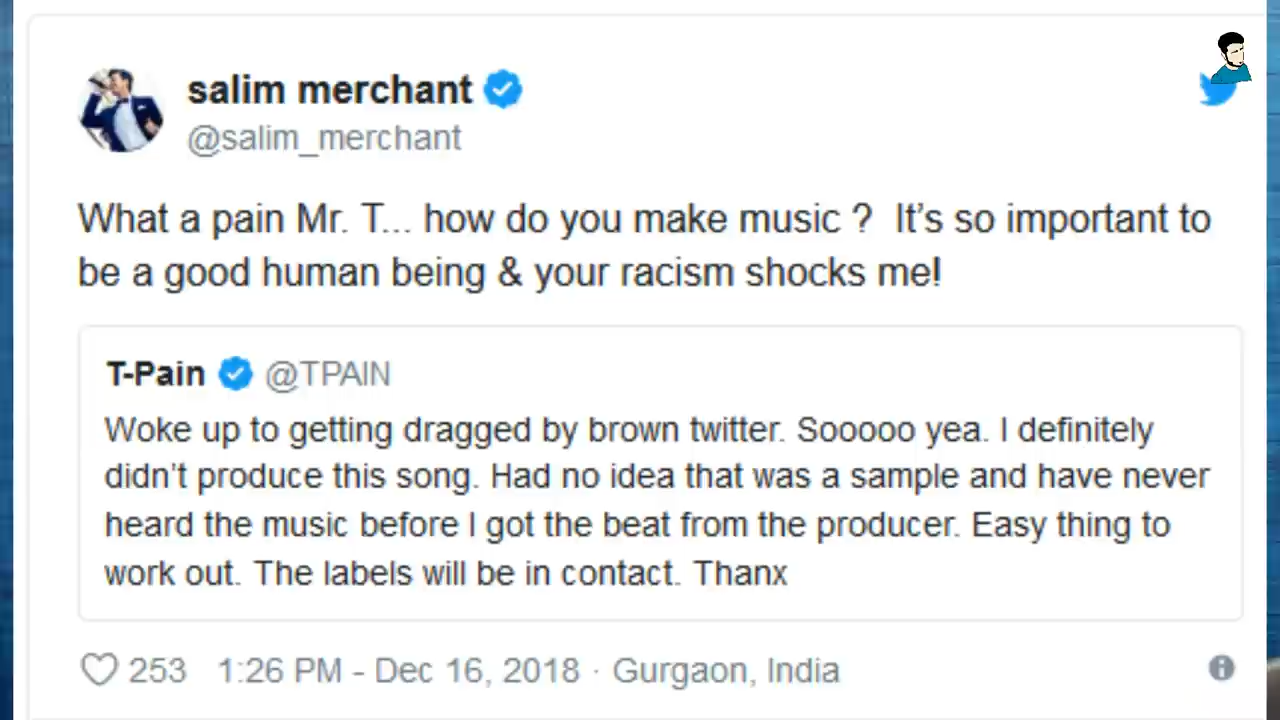 salim merchant
@salim_merchant
What a pain Mr. T... how do you make music ?  It’s so important to
be a good human being & your racism shocks me!
T-Pain @TPAIN
Woke up to getting dragged by brown twitter. Sooooo yea. I definitely
didn’t produce this song. Had no idea that was a sample and have never
heard the music before I got the beat from the producer. Easy thing to
work out. The labels will be in contact. Thanx
253 1:26 PM - Dec 16, 2018 · Gurgaon, India